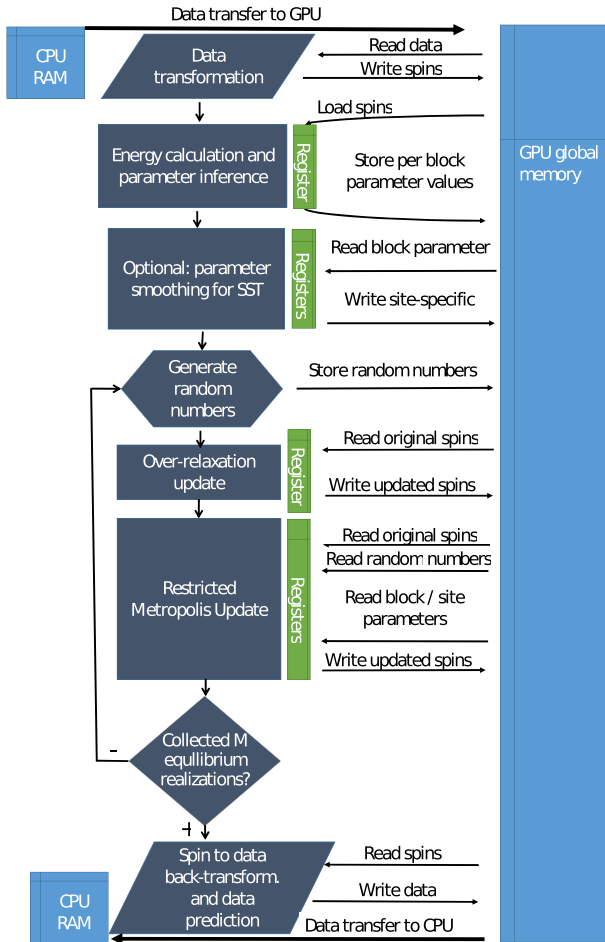 Data transfer to GPU
CPU
RAM
Data
transformation
Read data
Write spins
Load spins
GPU global
memory
Energy calculation and
parameter inference
Register
Store per block
parameter values
Optional: parameter
smoothing for SST
Registers
Read block parameter
Write site-specific
Generate
random
numbers
Store random numbers
Over-relaxation
update
Register
Read original spins
Write updated spins
Restricted
Metropolis Update
Registers
Read original spins
Read random numbers
Read block / site
parameters
Write updated spins
Collected M
equllibrium
realizations?
–
+
Spin to data
back-transform.
and data
prediction
Read spins
Write data
CPU
RAM
Data transfer to CPU